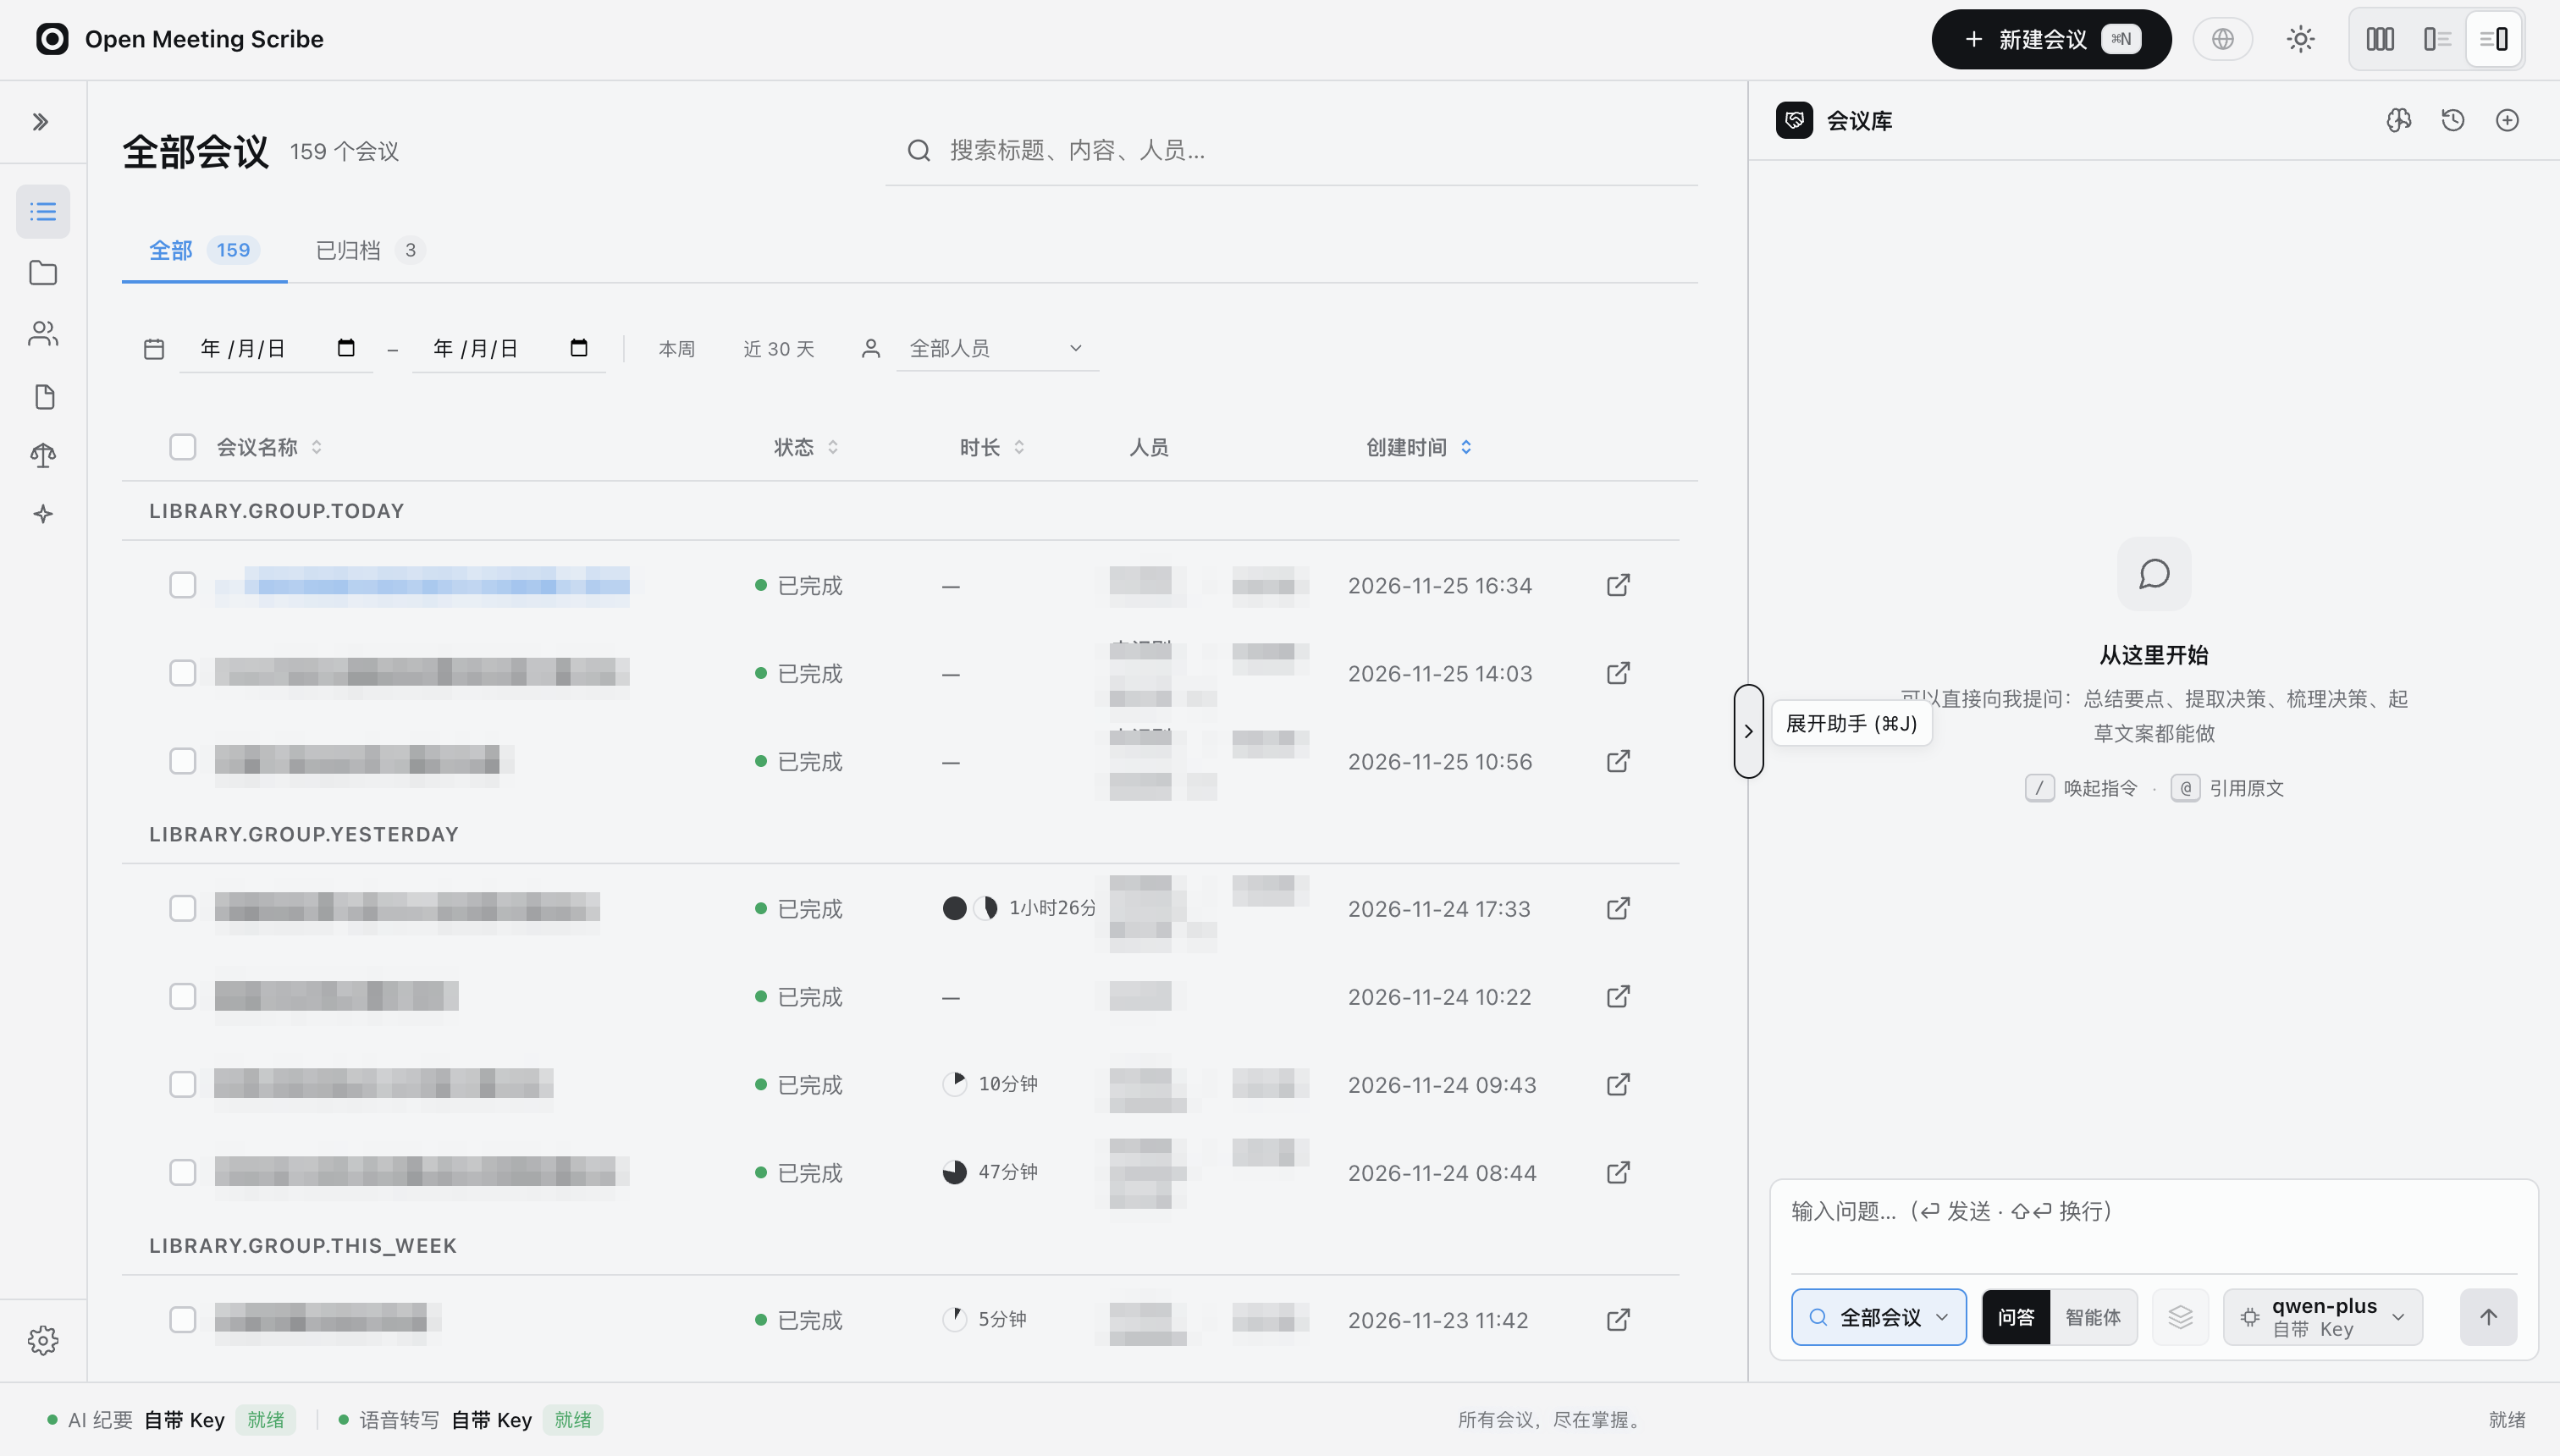 Open Meeting Scribe
新建会议 ⌘N
全部会议 159 个会议
搜索标题、内容、人员...
全部 159 已归档 3
年 /月/日 – 年 /月/日 本周 近 30 天 全部人员
会议名称 状态 时长 人员 创建时间
LIBRARY.GROUP.TODAY
已完成 — 2026-11-25 16:34
已完成 — 2026-11-25 14:03
已完成 — 2026-11-25 10:56
LIBRARY.GROUP.YESTERDAY
已完成 1小时26分 2026-11-24 17:33
已完成 — 2026-11-24 10:22
已完成 10分钟 2026-11-24 09:43
已完成 47分钟 2026-11-24 08:44
LIBRARY.GROUP.THIS_WEEK
已完成 5分钟 2026-11-23 11:42
会议库
从这里开始
可以直接向我提问：总结要点、提取决策、梳理决策、起
草文案都能做
展开助手 (⌘J)
/ 唤起指令 · @ 引用原文
输入问题... （⏎ 发送 · ⇧⏎ 换行）
全部会议 问答 智能体 qwen-plus
自带 Key
AI 纪要 自带 Key 就绪 语音转写 自带 Key 就绪 所有会议，尽在掌握。 就绪